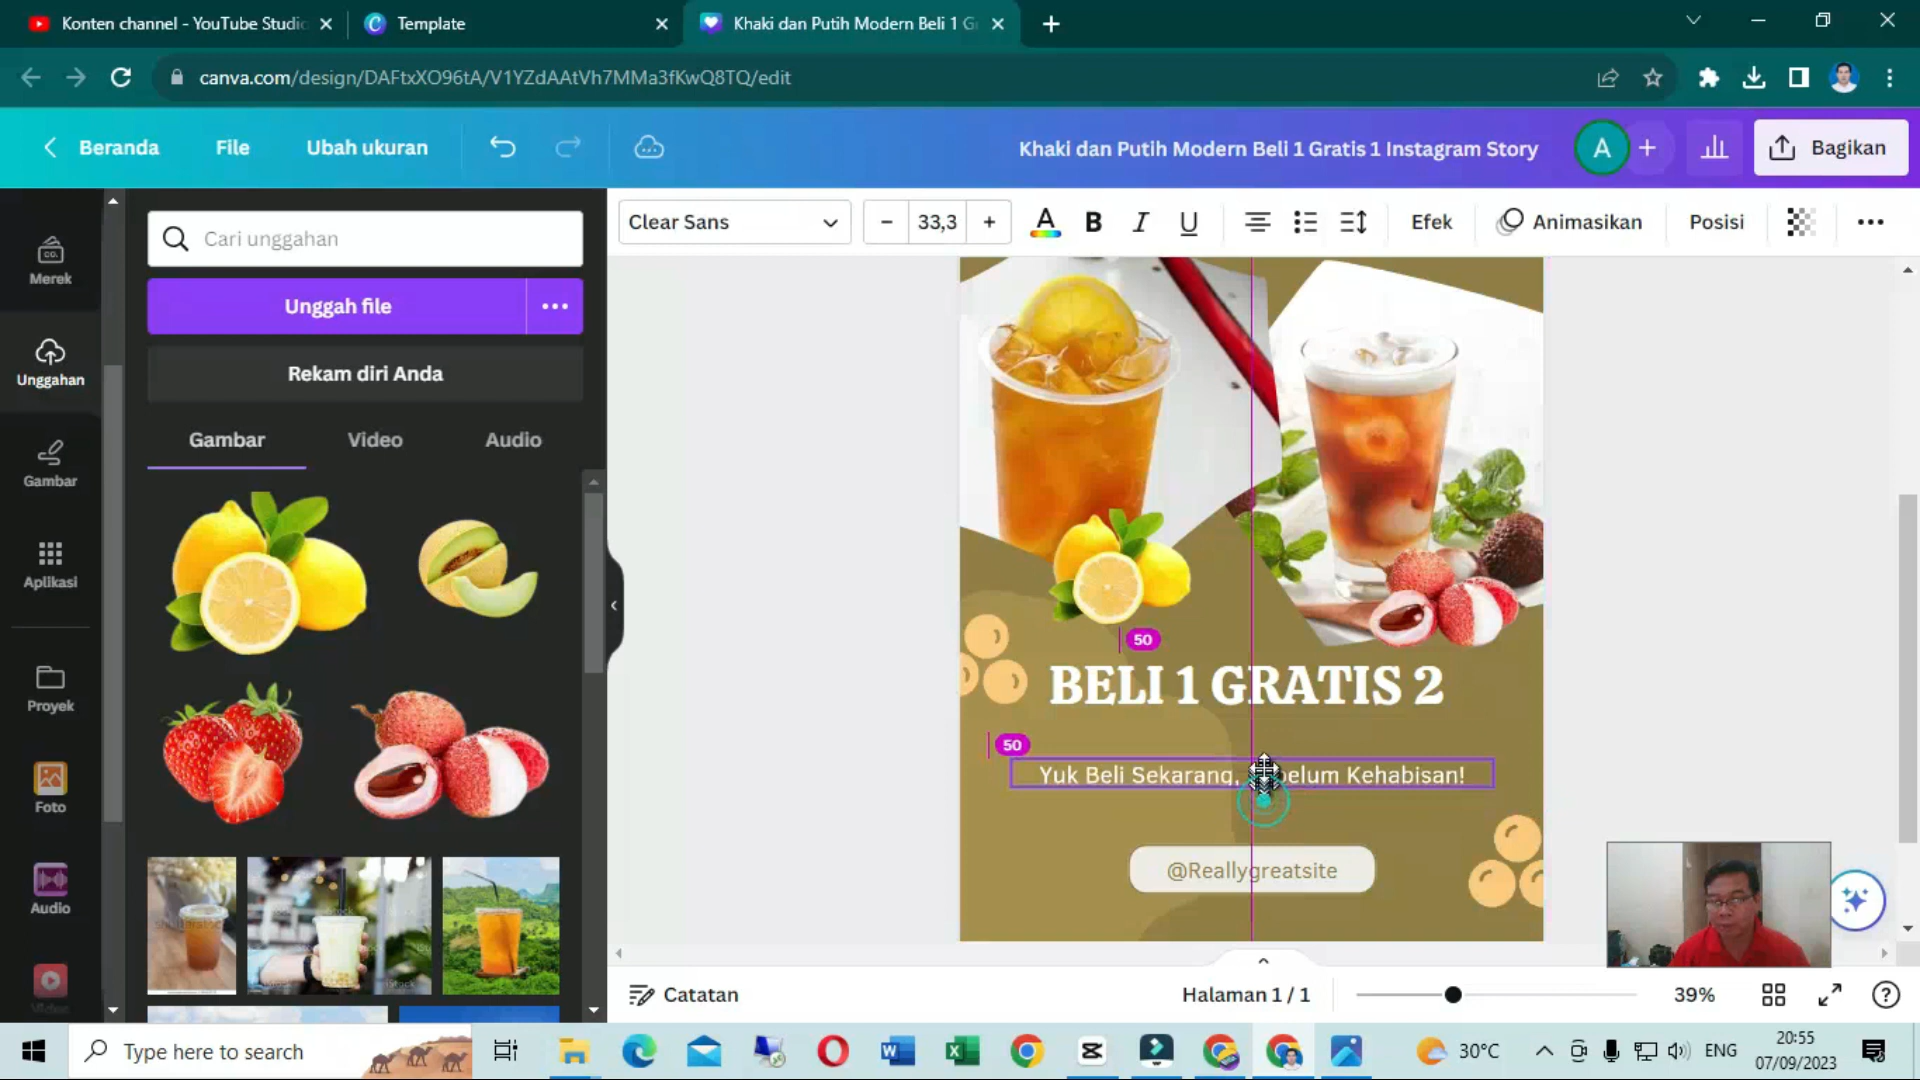 Konten channel - YouTube Studio
Template
Khaki dan Putih Modern Beli 1 G
canva.com/design/DAFtxXO96tA/V1YZdAAtVh7MMa3fKwQ8TQ/edit
Beranda
File
Ubah ukuran
Khaki dan Putih Modern Beli 1 Gratis 1 Instagram Story
A
Bagikan
Merek
Unggahan
Gambar
Aplikasi
Proyek
Foto
Audio
Video
Cari unggahan
Unggah file
Rekam diri Anda
Gambar
Video
Audio
Clear Sans
33,3
A
B
I
U
Efek
Animasikan
Posisi
50
BELI 1 GRATIS 2
50
Yuk Beli Sekarang, belum Kehabisan!
@Reallygreatsite
Catatan
Halaman 1 / 1
39%
Type here to search
30°C
ENG
20:55
07/09/2023